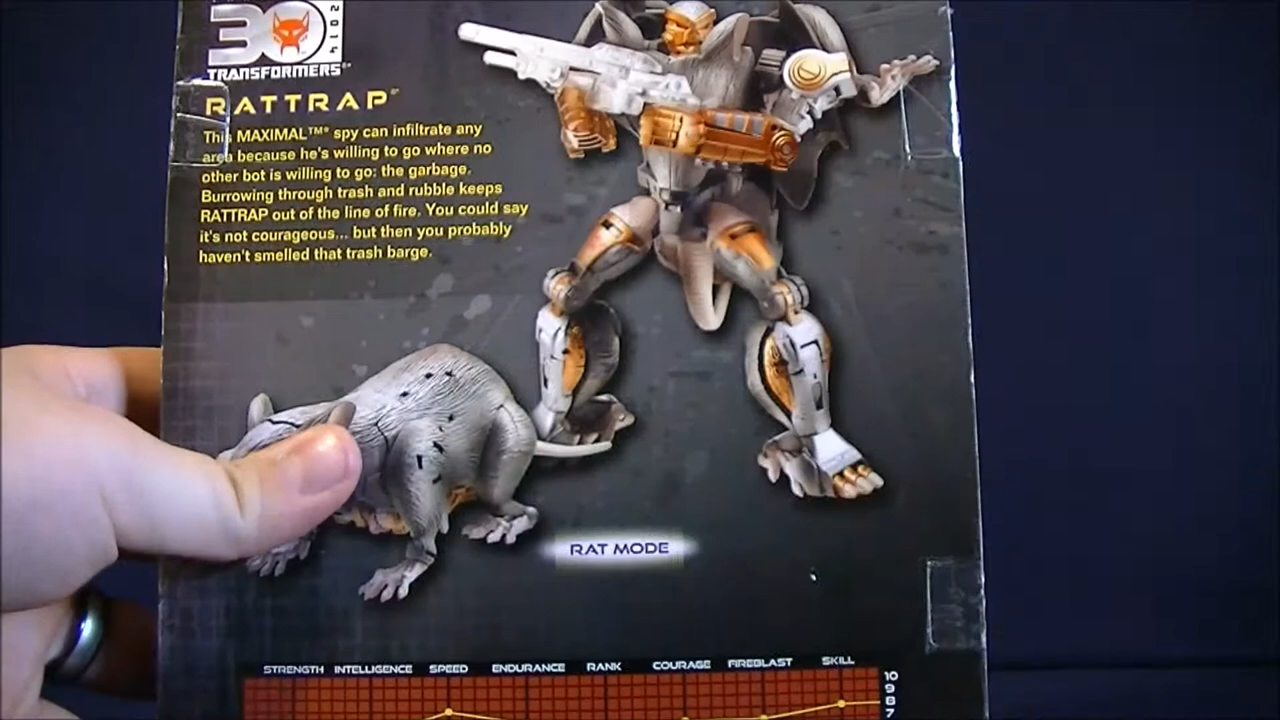 30
2014
TRANSFORMERS™
RATTRAP™
This MAXIMAL™* spy can infiltrate any
area because he's willing to go where no
other bot is willing to go: the garbage.
Burrowing through trash and rubble keeps
RATTRAP out of the line of fire. You could say
it's not courageous... but then you probably
haven't smelled that trash barge.
RAT MODE
STRENGTH INTELLIGENCE SPEED ENDURANCE RANK COURAGE FIREBLAST SKILL
10
9
8
7